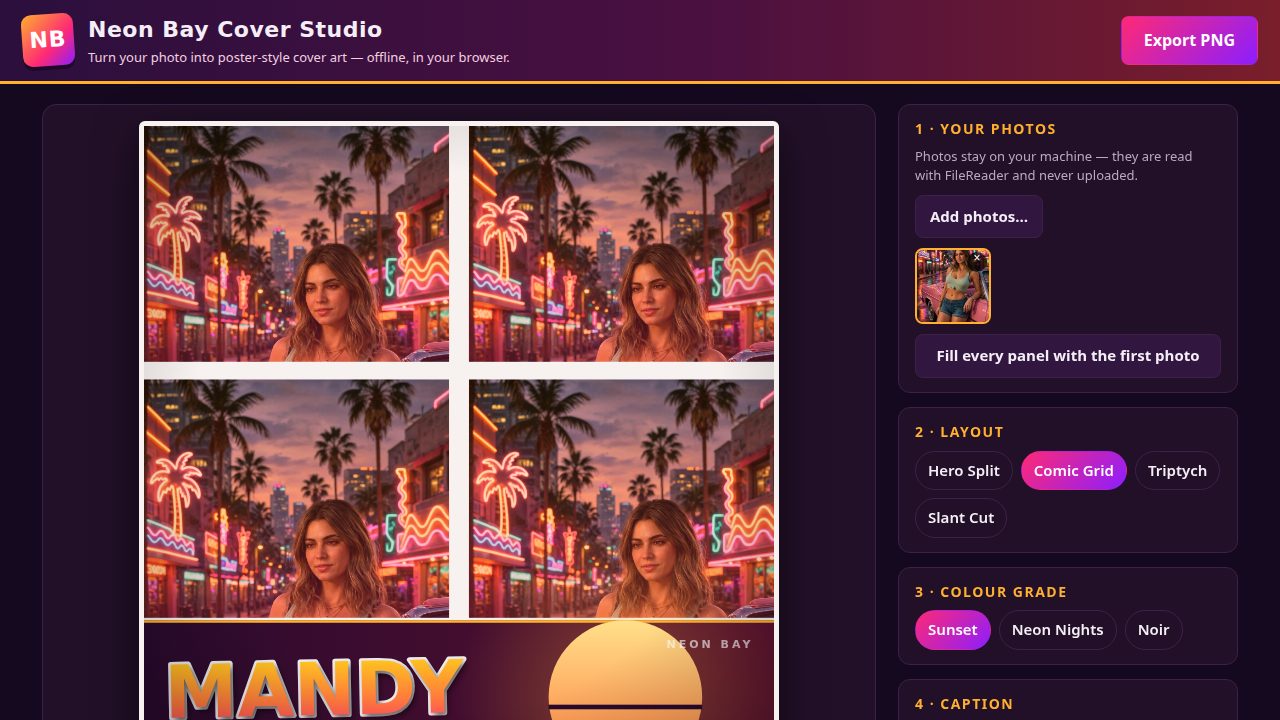 NB
Neon Bay Cover Studio
Turn your photo into poster-style cover art — offline, in your browser.
Export PNG
NEON BAY
MANDY
1 · YOUR PHOTOS
Photos stay on your machine — they are read
with FileReader and never uploaded.
Add photos...
×
Fill every panel with the first photo
2 · LAYOUT
Hero Split
Comic Grid
Triptych
Slant Cut
3 · COLOUR GRADE
Sunset
Neon Nights
Noir
4 · CAPTION